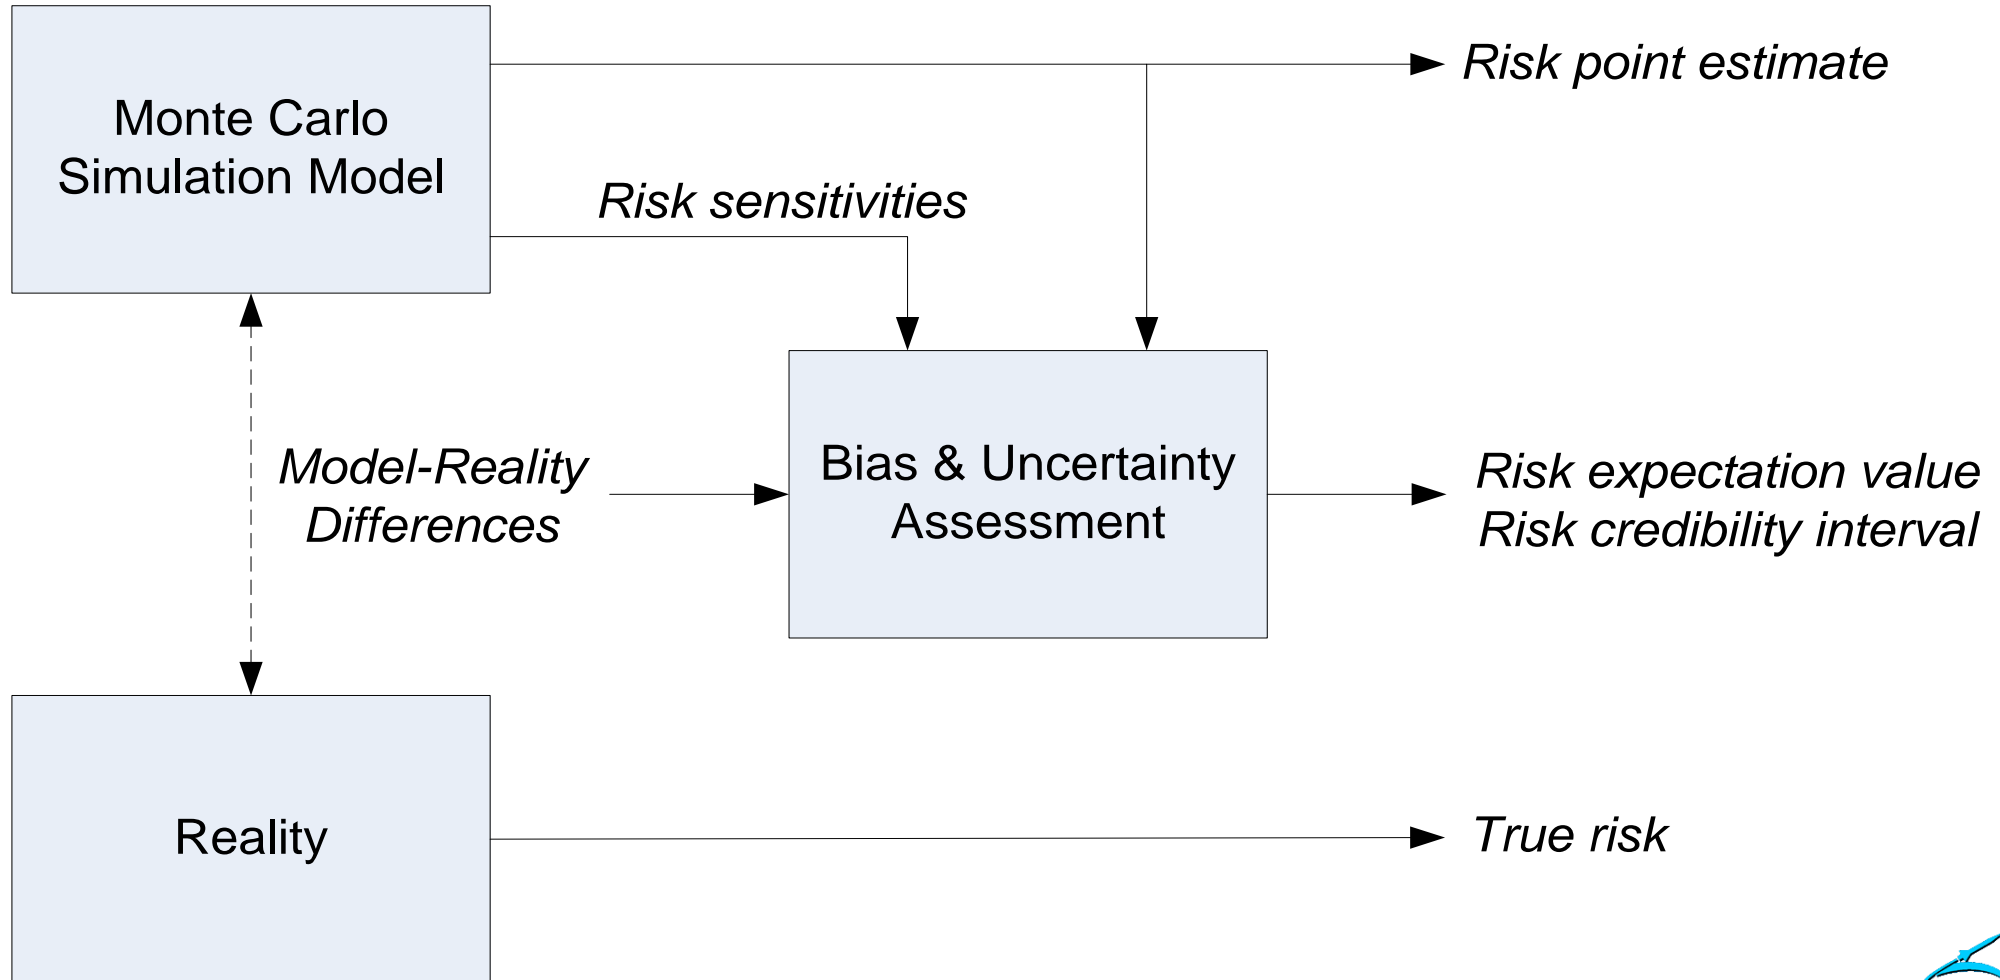 Monte Carlo
Simulation Model
Risk point estimate
Risk sensitivities
Model-Reality
Differences
Bias & Uncertainty
Assessment
Risk expectation value
Risk credibility interval
Reality
True risk